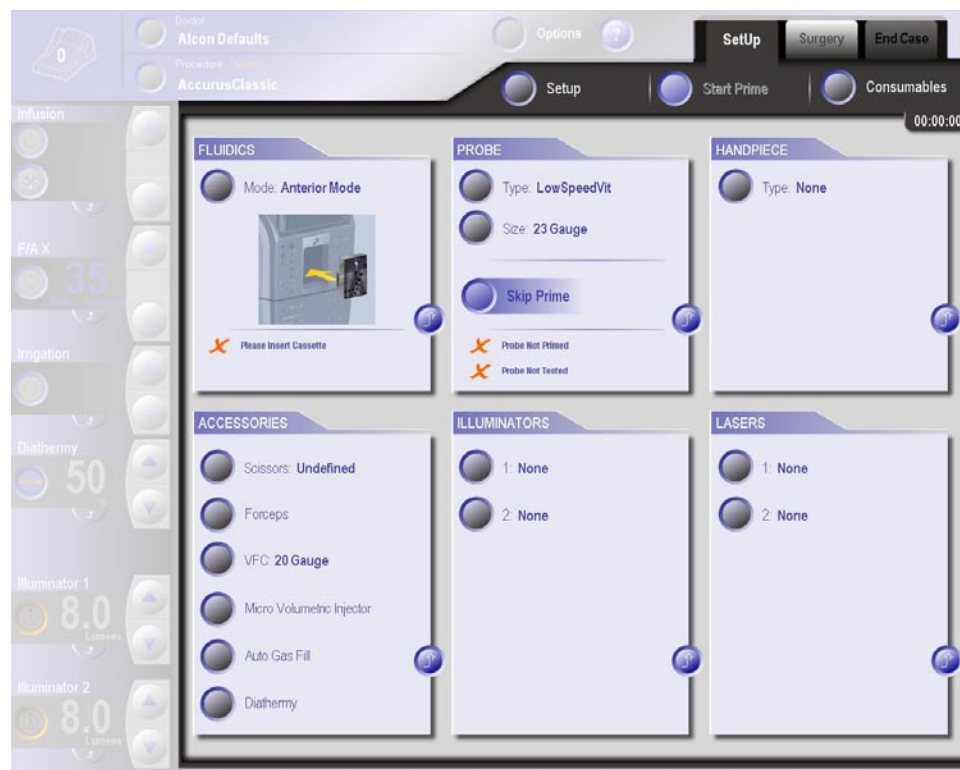 0
Doctor
Alcon Defaults
Procedure
AccurusClassic
Options
?
SetUp
Surgery
End Case
Setup
Start Prime
Consumables
00:00:00
Infusion
F/A X
35
Irrigation
Diathermy
50
Illuminator 1
8.0
Lumens
Illuminator 2
8.0
Lumens
FLUIDICS
Mode: Anterior Mode
Please Insert Cassette
PROBE
Type: LowSpeedVit
Size: 23 Gauge
Skip Prime
Probe Not Primed
Probe Not Tested
HANDPIECE
Type: None
ACCESSORIES
Scissors: Undefined
Forceps
VFC: 20 Gauge
Micro Volumetric Injector
Auto Gas Fill
Diathermy
ILLUMINATORS
1: None
2: None
LASERS
1: None
2: None